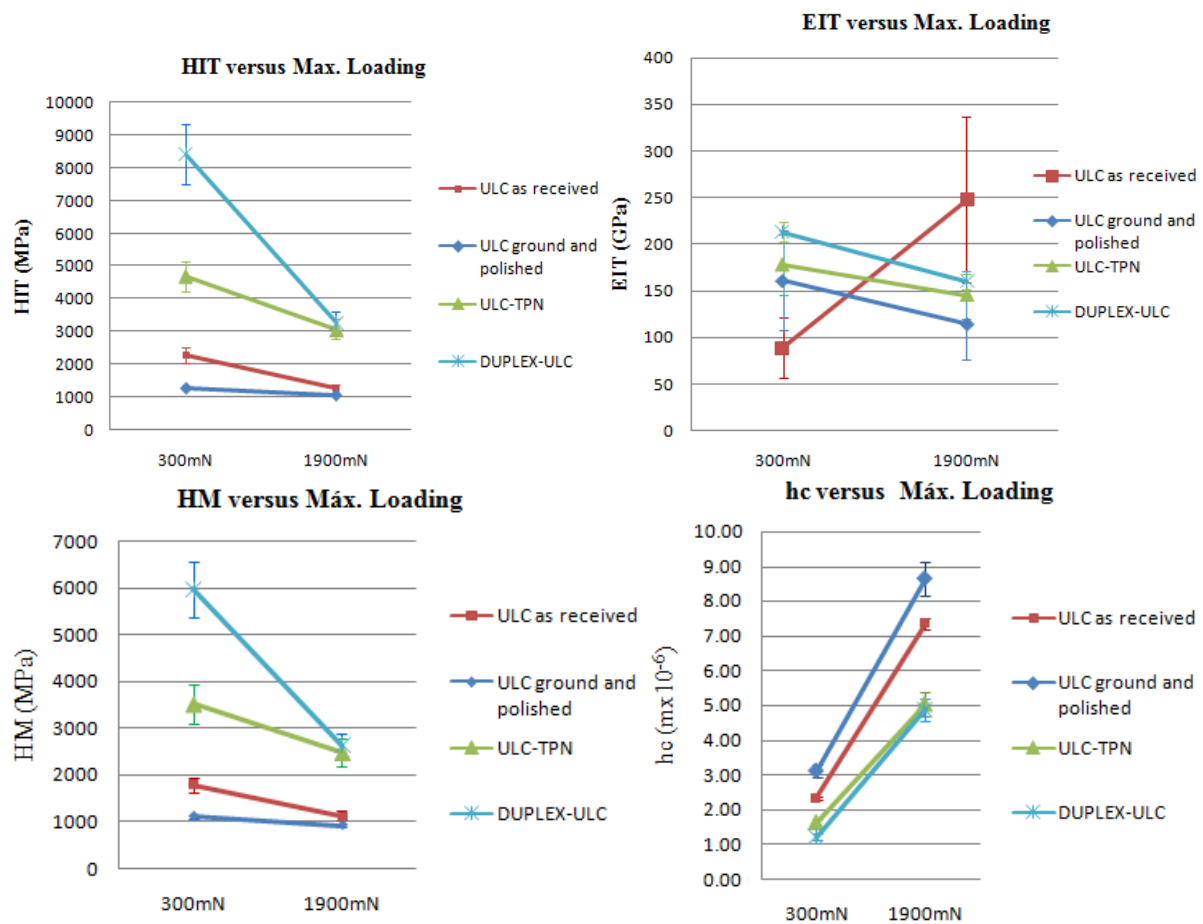 HIT versus Max. Loading
HIT (MPa)
10000
9000
8000
7000
6000
5000
4000
3000
2000
1000
0
300mN
1900mN
ULC as received
ULC ground and
polished
ULC-TPN
DUPLEX-ULC
EIT versus Max. Loading
EIT (GPa)
400
350
300
250
200
150
100
50
0
300mN
1900mN
ULC as received
ULC ground and
polished
ULC-TPN
DUPLEX-ULC
HM versus Máx. Loading
HM (MPa)
7000
6000
5000
4000
3000
2000
1000
0
300mN
1900mN
ULC as received
ULC ground and
polished
ULC-TPN
DUPLEX-ULC
hc versus Máx. Loading
hc (mx 10⁻⁶)
10.00
9.00
8.00
7.00
6.00
5.00
4.00
3.00
2.00
1.00
0.00
300mN
1900mN
ULC as received
ULC ground and
polished
ULC-TPN
DUPLEX-ULC